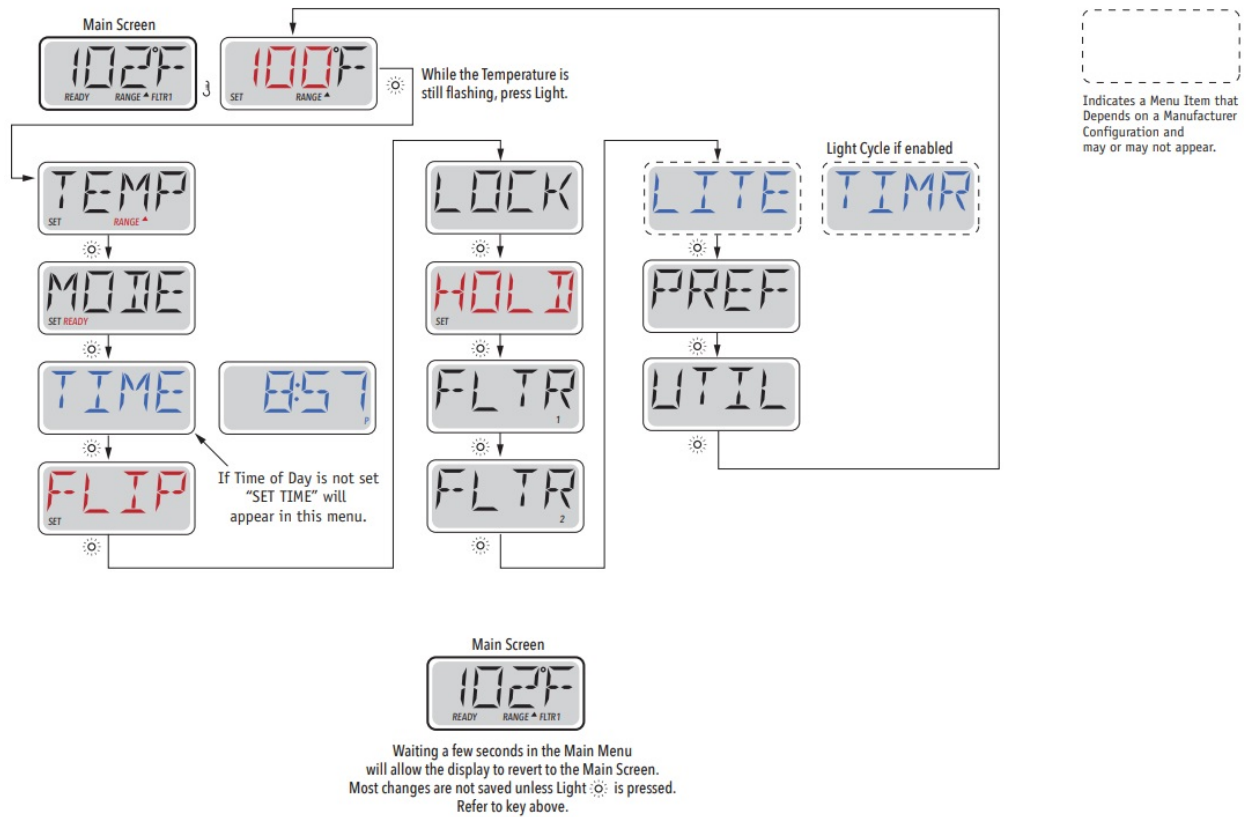 Main Screen
102°F
READY RANGE FLTR1
100°F
SET RANGE
While the Temperature is
still flashing, press Light.
Indicates a Menu Item that
Depends on a Manufacturer
Configuration and
may or may not appear.
TEMP
SET RANGE
MODE
SET READY
TIME
8:57
P
If Time of Day is not set
“SET TIME” will
appear in this menu.
FLIP
SET
LOCK
HOLD
SET
FLTR
1
FLTR
2
Light Cycle if enabled
LITE TIMR
PREF
UTIL
Main Screen
102°F
READY RANGE FLTR1
Waiting a few seconds in the Main Menu
will allow the display to revert to the Main Screen.
Most changes are not saved unless Light is pressed.
Refer to key above.